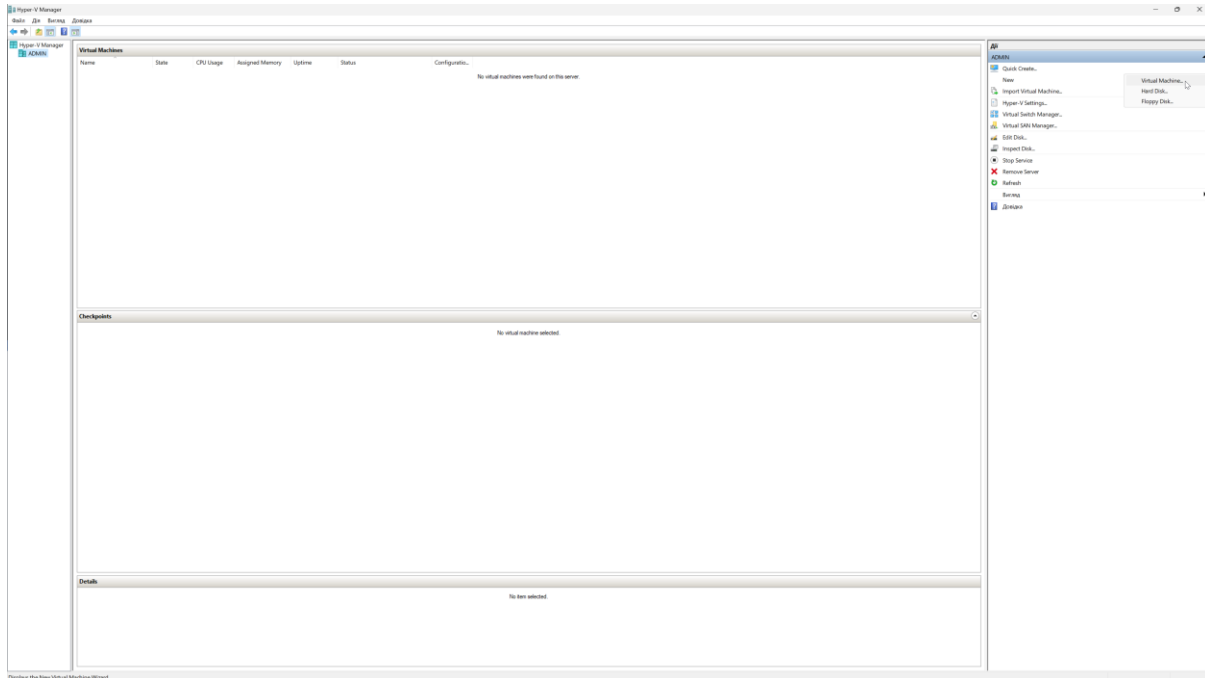 Hyper-V Manager
Файл Дія Вигляд Довідка
Hyper-V Manager
ADMIN
Virtual Machines
Name State CPU Usage Assigned Memory Uptime Status Configuratio...
No virtual machines were found on this server.
Checkpoints
No virtual machine selected.
Details
No item selected.
Дії
ADMIN
Quick Create...
New
Import Virtual Machine...
Hyper-V Settings...
Virtual Switch Manager...
Virtual SAN Manager...
Edit Disk...
Inspect Disk...
Stop Service
Remove Server
Refresh
Вигляд
Довідка
Virtual Machine...
Hard Disk...
Floppy Disk...
Displays the New Virtual Machine Wizard.